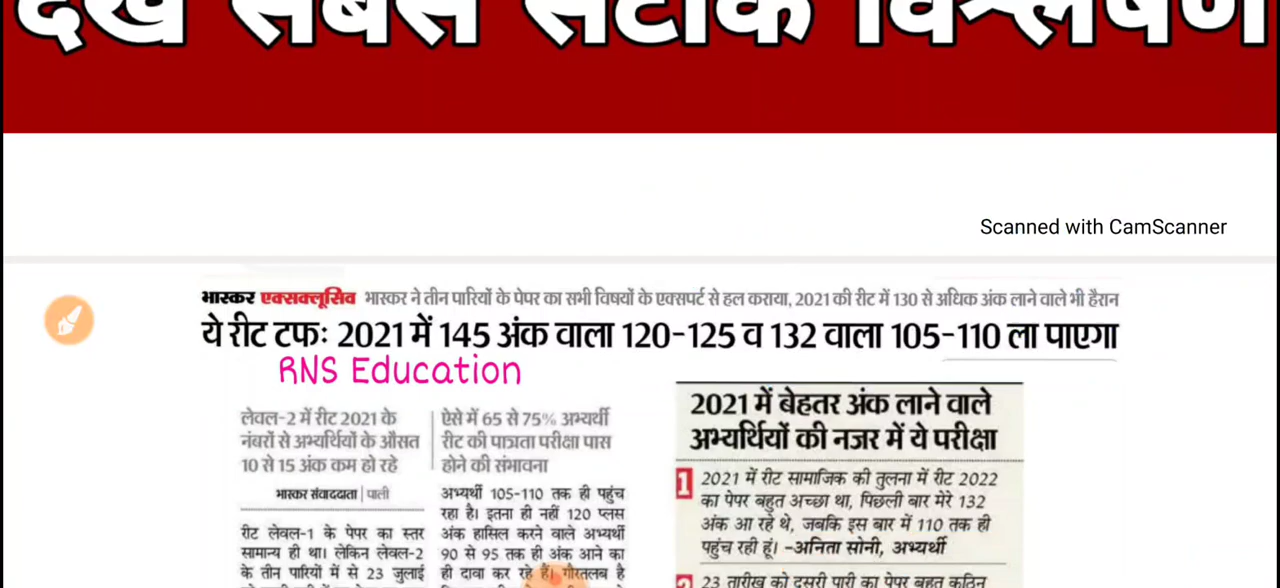 देखें सबसे सटीक विश्लेषण
Scanned with CamScanner
भास्कर एक्सक्लूसिव भास्कर ने तीन पारियों के पेपर का सभी विषयों के एक्सपर्ट से हल कराया, 2021 की रीट में 130 से अधिक अंक लाने वाले भी हैरान
ये रीट टफः 2021 में 145 अंक वाला 120-125 व 132 वाला 105-110 ला पाएगा
RNS Education
लेवल-2 में रीट 2021 के
नंबरों से अभ्यर्थियों के औसत
10 से 15 अंक कम हो रहे
भास्कर संवाददाता | पाली
रीट लेवल-1 के पेपर का स्तर
सामान्य ही था। लेकिन लेवल-2
के तीन पारियों में से 23 जुलाई
ऐसे में 65 से 75% अभ्यर्थी
रीट की पात्रता परीक्षा पास
होने की संभावना
अभ्यर्थी 105-110 तक ही पहुंच
रहा है। इतना ही नहीं 120 प्लस
अंक हासिल करने वाले अभ्यर्थी
90 से 95 तक ही अंक आने का
ही दावा कर रहे हैं। गौरतलब है
2021 में बेहतर अंक लाने वाले
अभ्यर्थियों की नजर में ये परीक्षा
1 2021 में रीट सामाजिक की तुलना में रीट 2022
का पेपर बहुत अच्छा था, पिछली बार मेरे 132
अंक आ रहे थे, जबकि इस बार में 110 तक ही
पहुंच रही हूं। -अनिता सोनी, अभ्यर्थी
2 23 तारीख को दूसरी पारी का पेपर बहुत कठिन